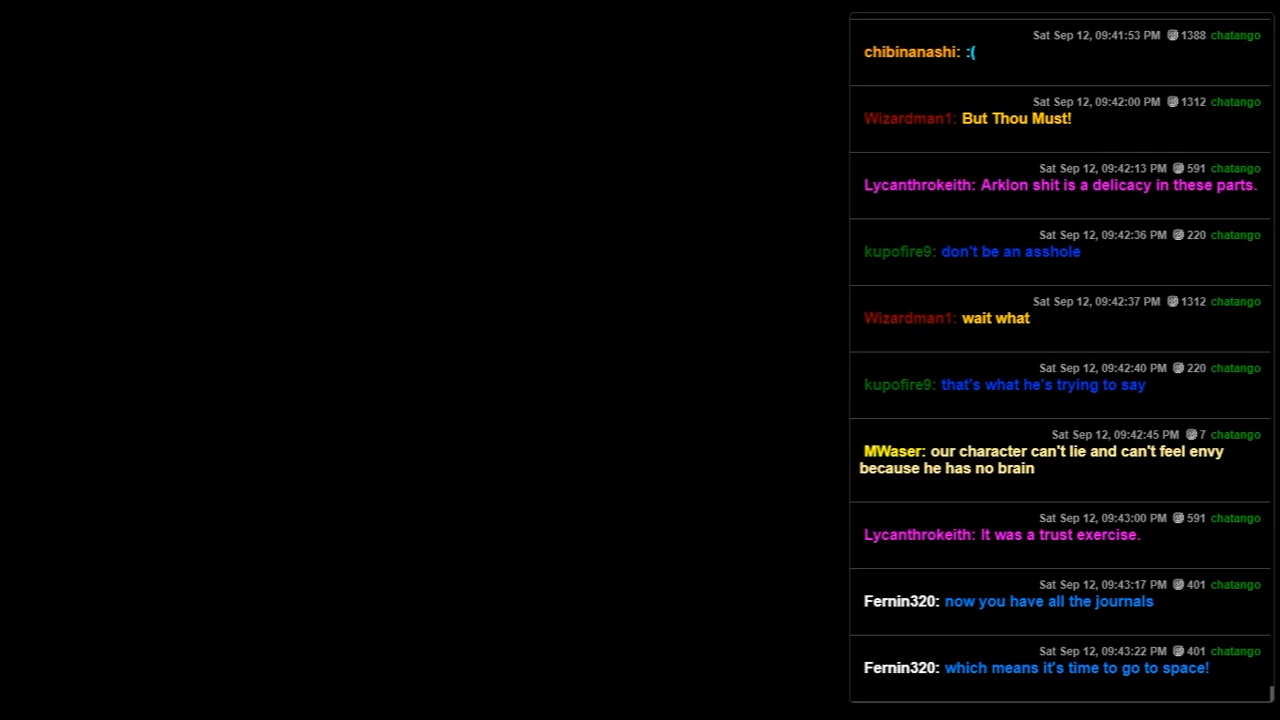 Sat Sep 12, 09:41:53 PM 1388 chatango
chibinanashi: :(
Sat Sep 12, 09:42:00 PM 1312 chatango
Wizardman1: But Thou Must!
Sat Sep 12, 09:42:13 PM 591 chatango
Lycanthrokeith: Arklon shit is a delicacy in these parts.
Sat Sep 12, 09:42:36 PM 220 chatango
kupofire9: don't be an asshole
Sat Sep 12, 09:42:37 PM 1312 chatango
Wizardman1: wait what
Sat Sep 12, 09:42:40 PM 220 chatango
kupofire9: that's what he's trying to say
Sat Sep 12, 09:42:45 PM 7 chatango
MWaser: our character can't lie and can't feel envy
because he has no brain
Sat Sep 12, 09:43:00 PM 591 chatango
Lycanthrokeith: It was a trust exercise.
Sat Sep 12, 09:43:17 PM 401 chatango
Fernin320: now you have all the journals
Sat Sep 12, 09:43:22 PM 401 chatango
Fernin320: which means it's time to go to space!